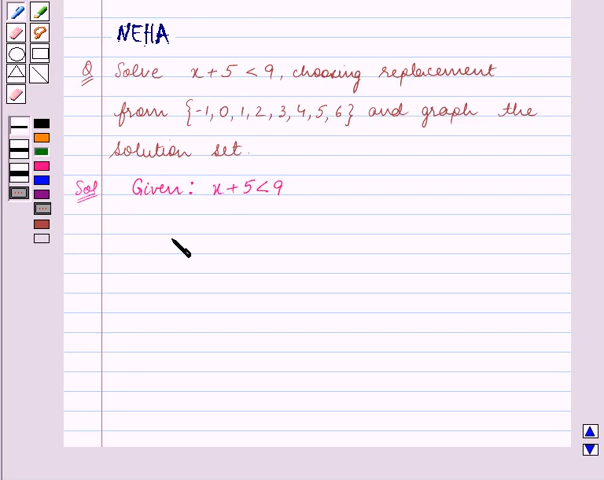 NEHA
Q Solve x + 5 < 9, choosing replacement
from {-1, 0, 1, 2, 3, 4, 5, 6} and graph the
solution set.
Sol Given: x + 5 < 9